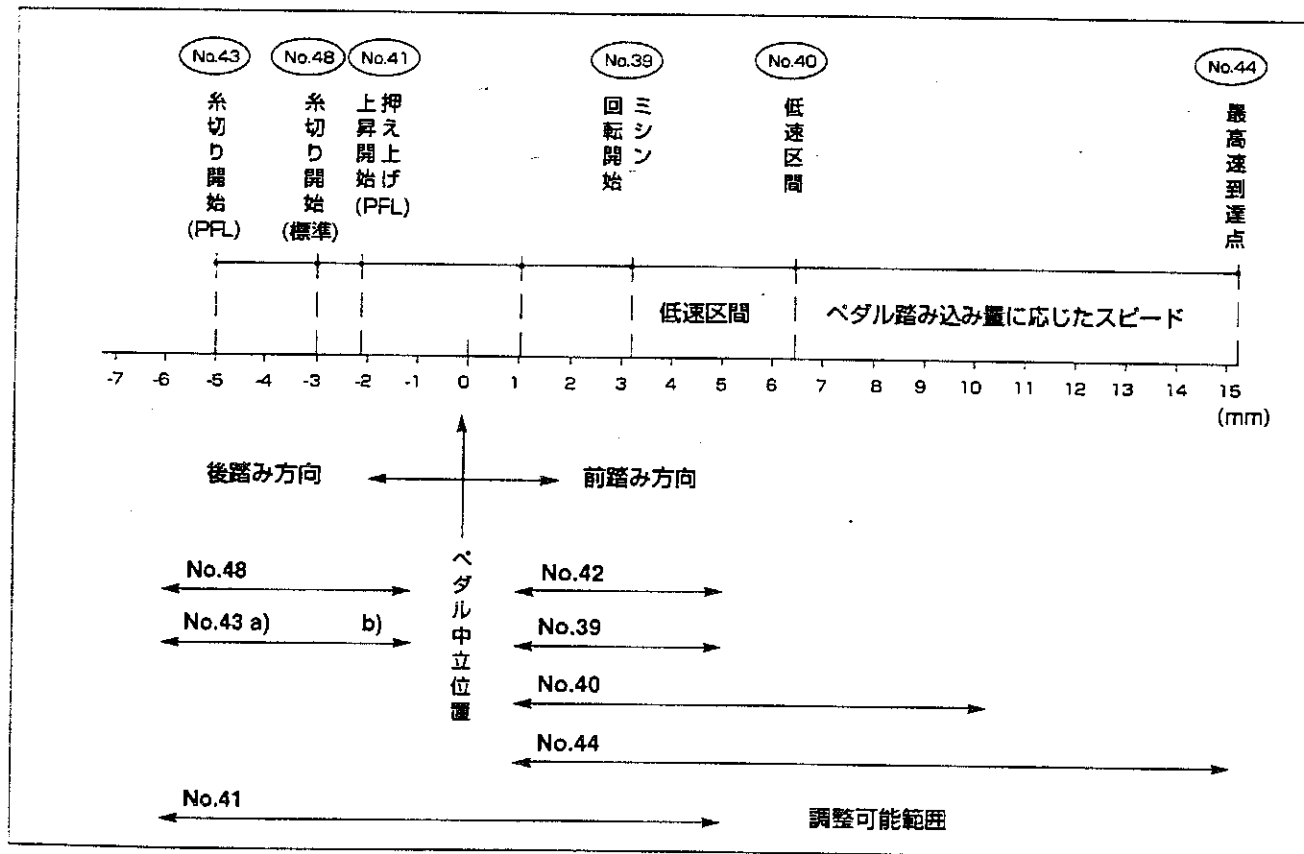 No.43
No.48
No.41
No.39
No.40
No.44
糸切り開始(PFL)
糸切り開始(標準)
押え上げ
上昇開始(PFL)
ミシン
回転開始
低速区間
最高速到達点
低速区間
ペダル踏み込み量に応じたスピード
-7 -6 -5 -4 -3 -2 -1 0 1 2 3 4 5 6 7 8 9 10 11 12 13 14 15
(mm)
後踏み方向
前踏み方向
ペダル中立位置
No.48
No.42
No.43 a) b)
No.39
No.40
No.44
No.41
調整可能範囲